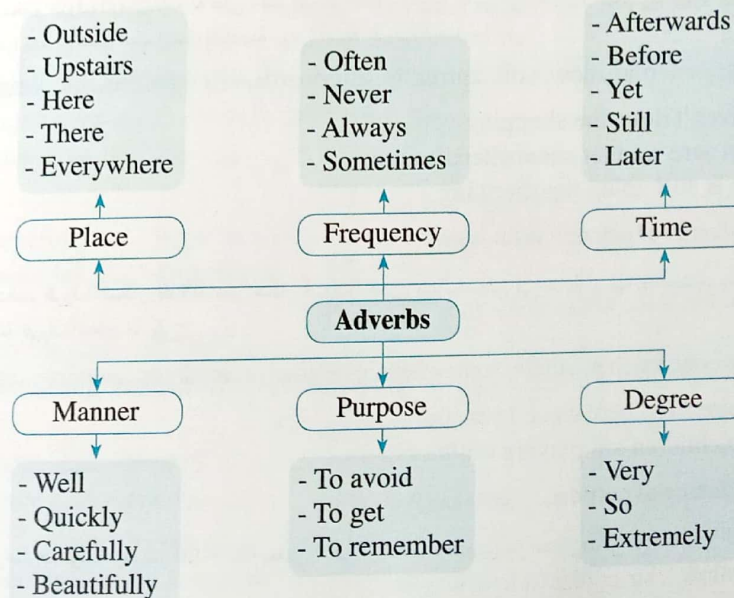 - Outside
- Upstairs
- Here
- There
- Everywhere
Place
- Often
- Never
- Always
- Sometimes
Frequency
- Afterwards
- Before
- Yet
- Still
- Later
Time
Adverbs
Manner
- Well
- Quickly
- Carefully
- Beautifully
Purpose
- To avoid
- To get
- To remember
Degree
- Very
- So
- Extremely